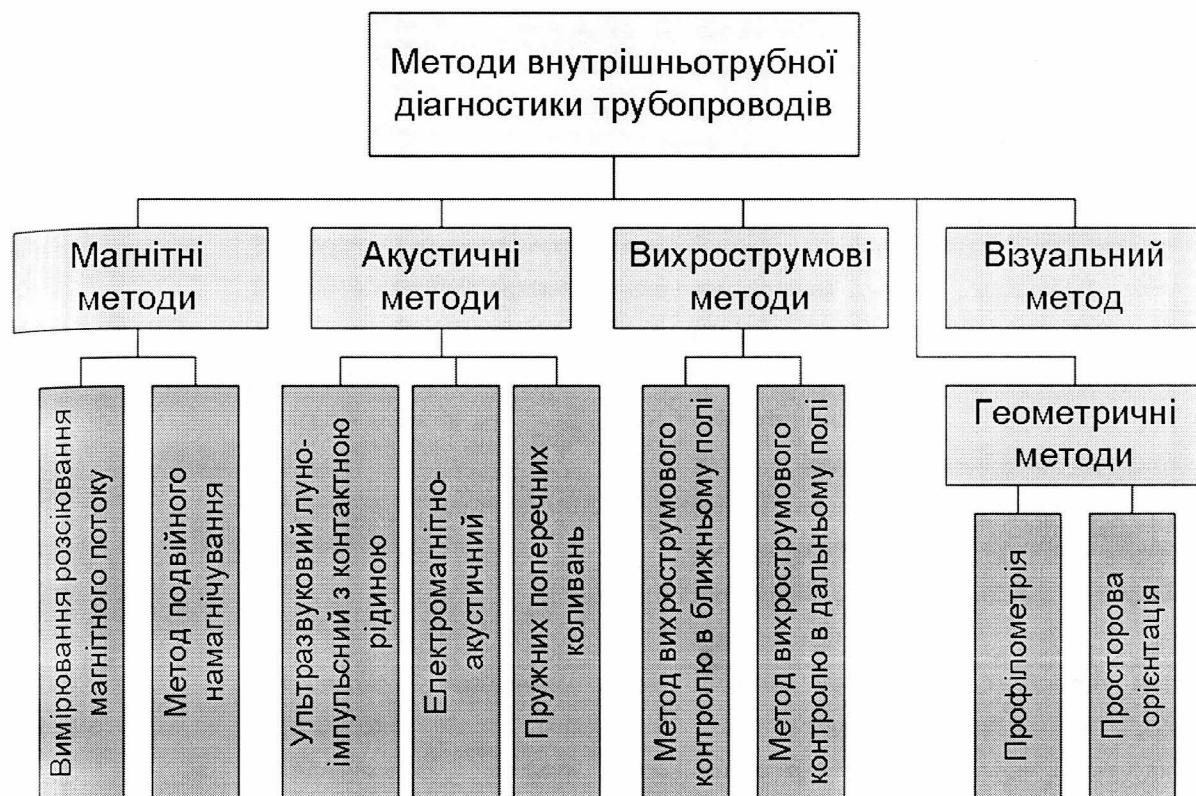 Методи внутрішньотрубної
діагностики трубопроводів
Магнітні
методи
Акустичні
методи
Вихрострумові
методи
Візуальний
метод
Вимірювання розсіювання
магнітного потоку
Метод подвійного
намагнічування
Ультразвуковий луно-
імпульсний з контактною
рідиною
Електромагнітно-
акустичний
Пружних поперечних
коливань
Метод вихрострумового
контролю в ближньому полі
Метод вихрострумового
контролю в дальньому полі
Геометричні
методи
Профілометрія
Просторова
орієнтація